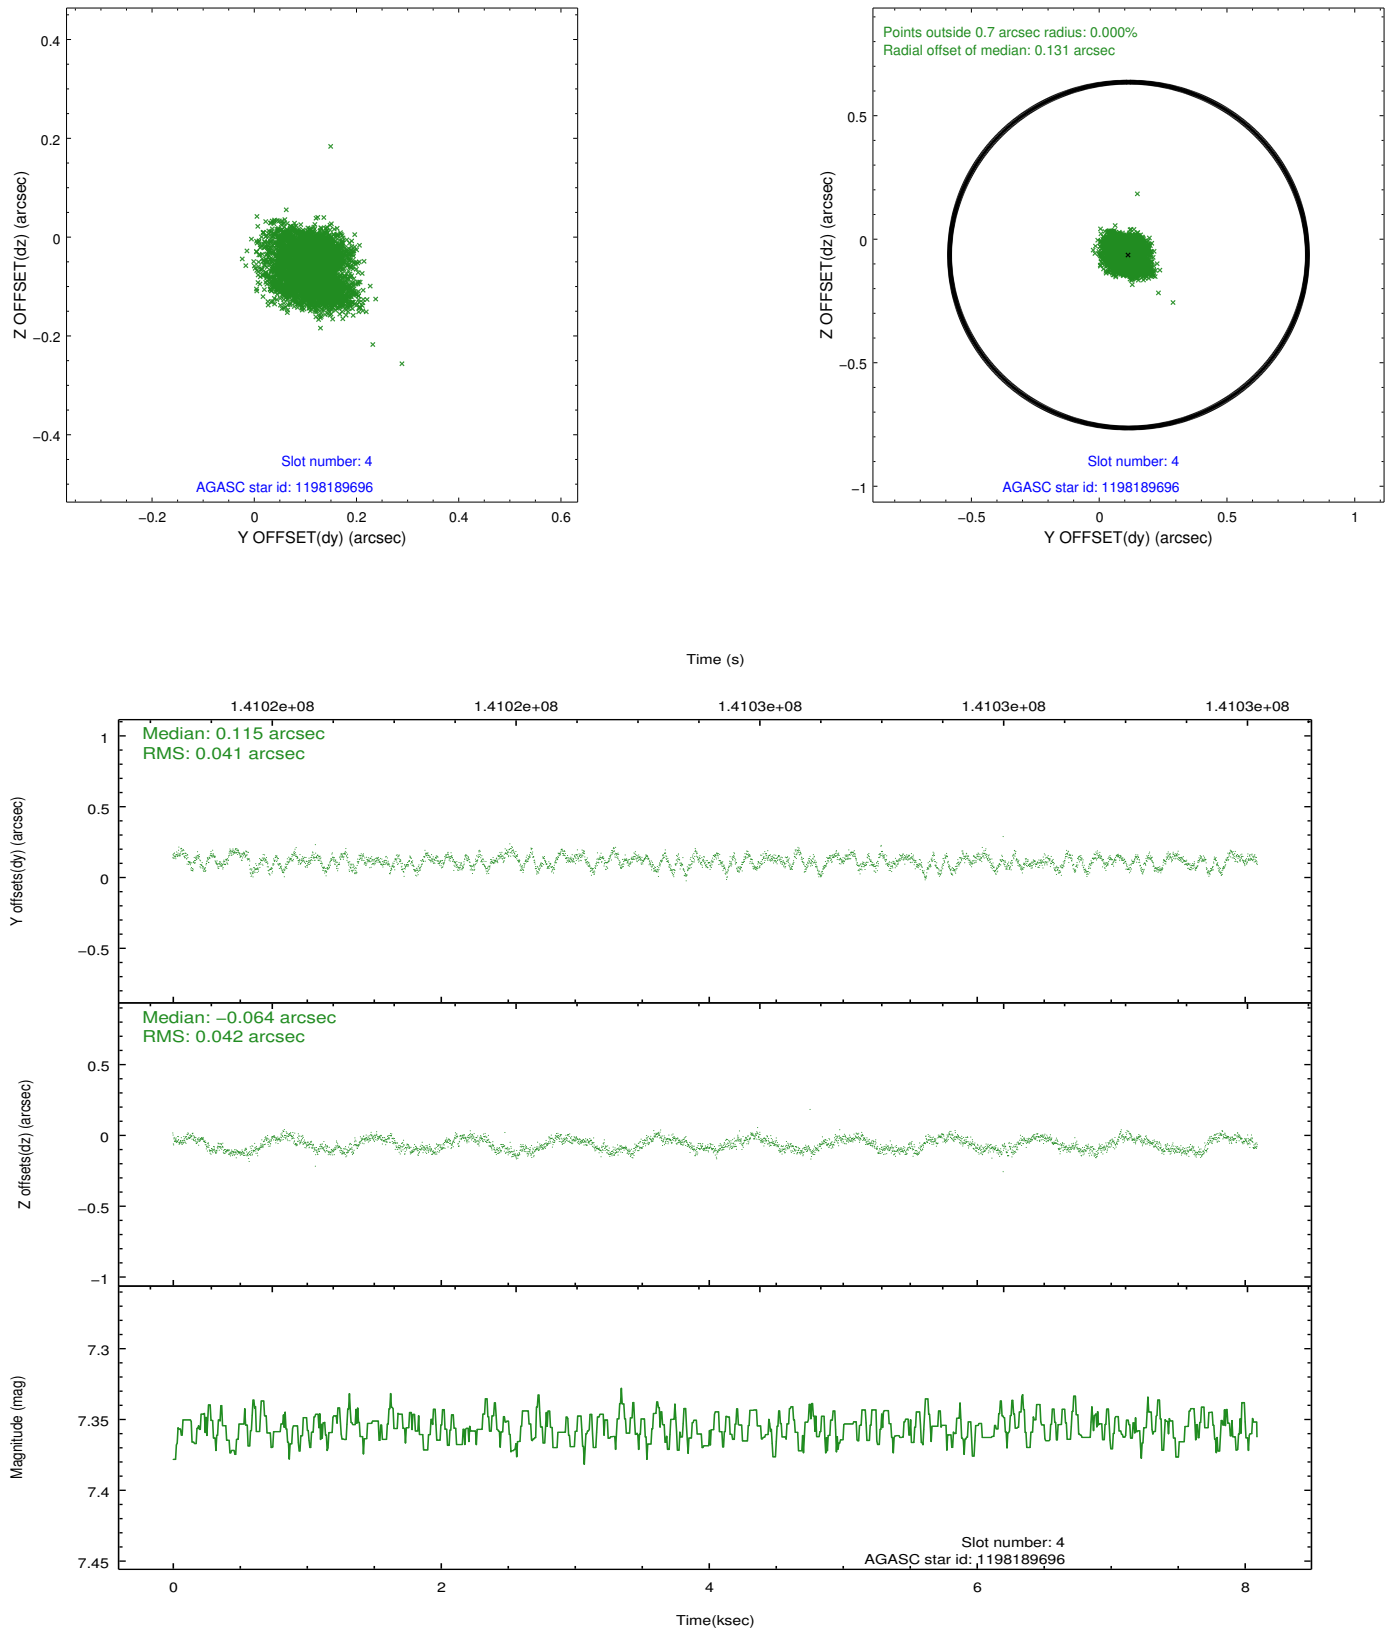 0.4
0.2
0
−0.2
−0.4
Z OFFSET(dz) (arcsec)
Slot number: 4
AGASC star id: 1198189696
−0.2 0 0.2 0.4 0.6
Y OFFSET(dy) (arcsec)
Points outside 0.7 arcsec radius: 0.000%
Radial offset of median: 0.131 arcsec
0.5
0
−0.5
−1
Z OFFSET(dz) (arcsec)
Slot number: 4
AGASC star id: 1198189696
−0.5 0 0.5 1
Y OFFSET(dy) (arcsec)
Time (s)
1.4102e+08 1.4102e+08 1.4103e+08 1.4103e+08 1.4103e+08
Median: 0.115 arcsec
RMS: 0.041 arcsec
1
0.5
0
−0.5
Y offsets(dy) (arcsec)
Median: −0.064 arcsec
RMS: 0.042 arcsec
0.5
0
−0.5
−1
Z offsets(dz) (arcsec)
7.3
7.35
7.4
7.45
Magnitude (mag)
Slot number: 4
AGASC star id: 1198189696
0 2 4 6 8
Time(ksec)